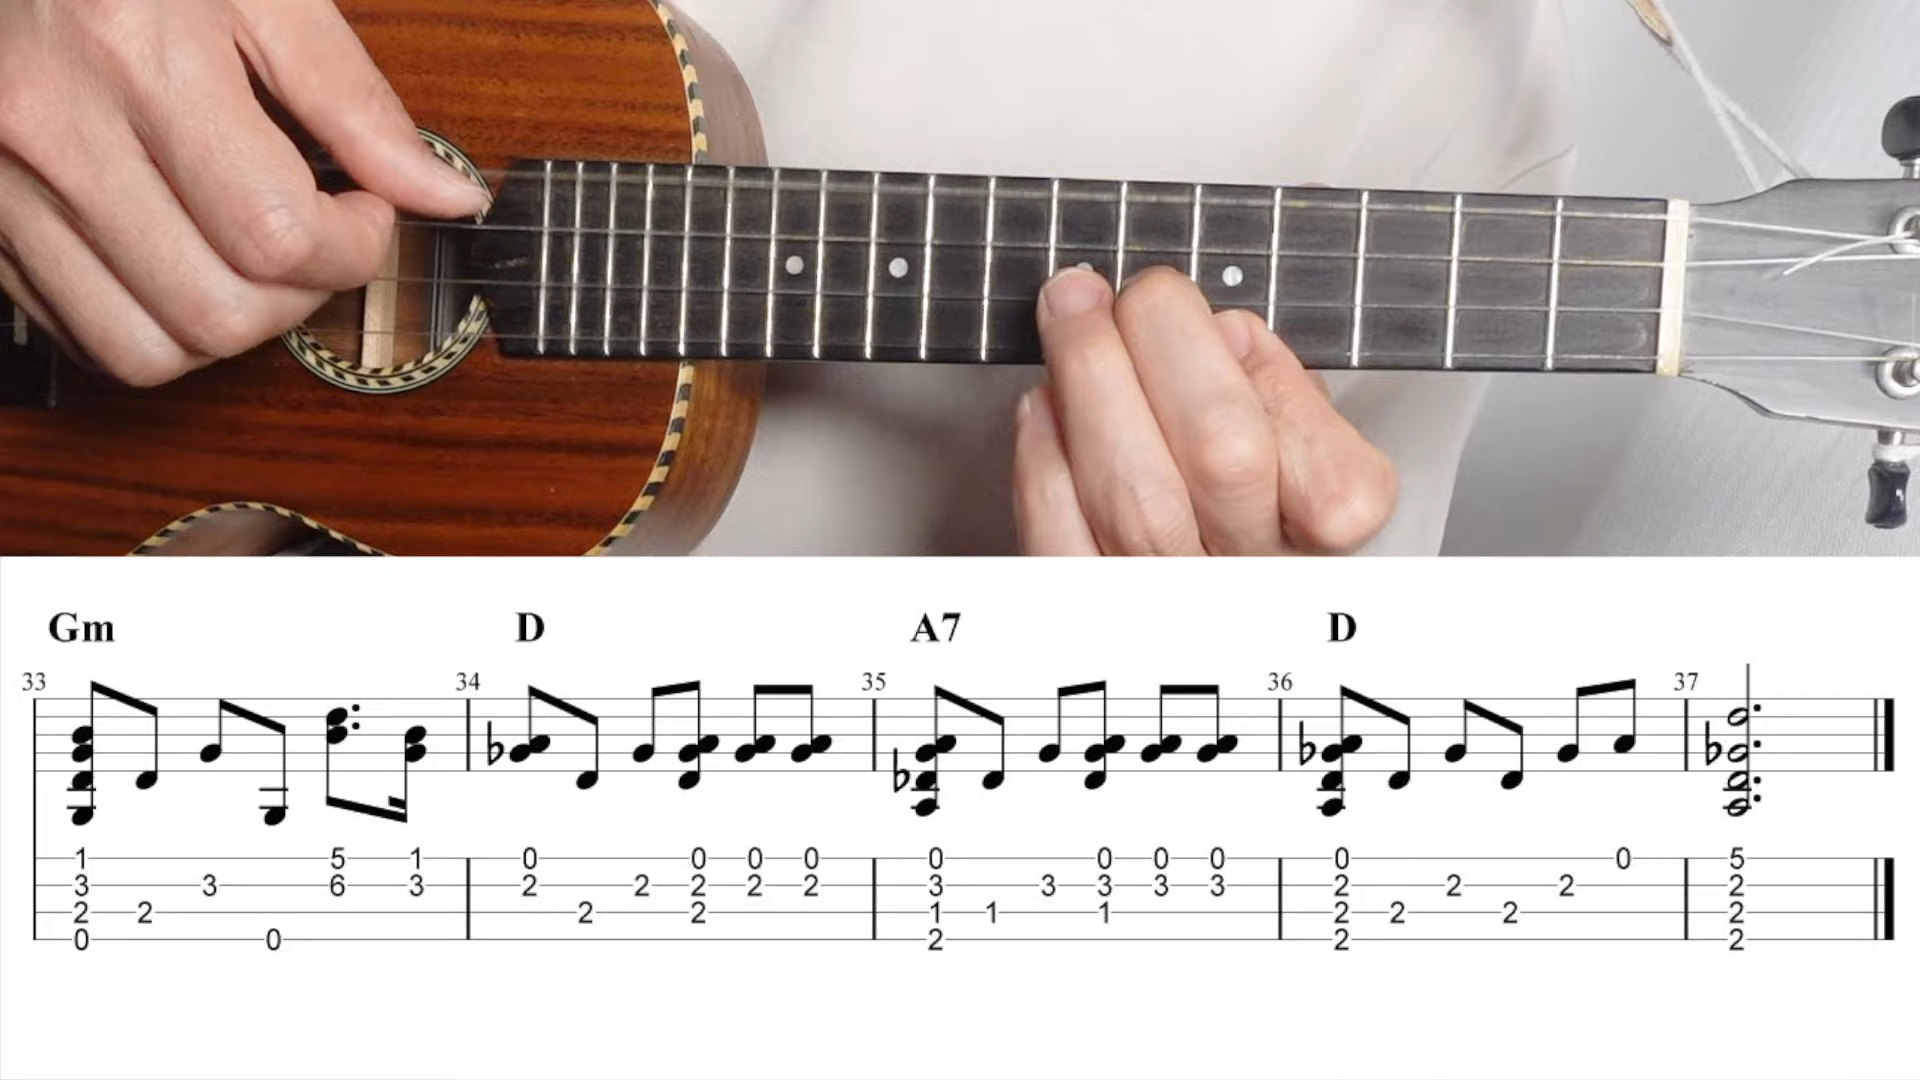 Gm D A7 D
33 34 35 36 37
1 5 1 0 0 0 0 0 0 0 0 0 0 5
3 3 6 3 2 2 2 2 2 3 3 3 3 3 2 2 2 2
2 2 2 2 1 1 1 2 2 2 2
0 0 2 2 2